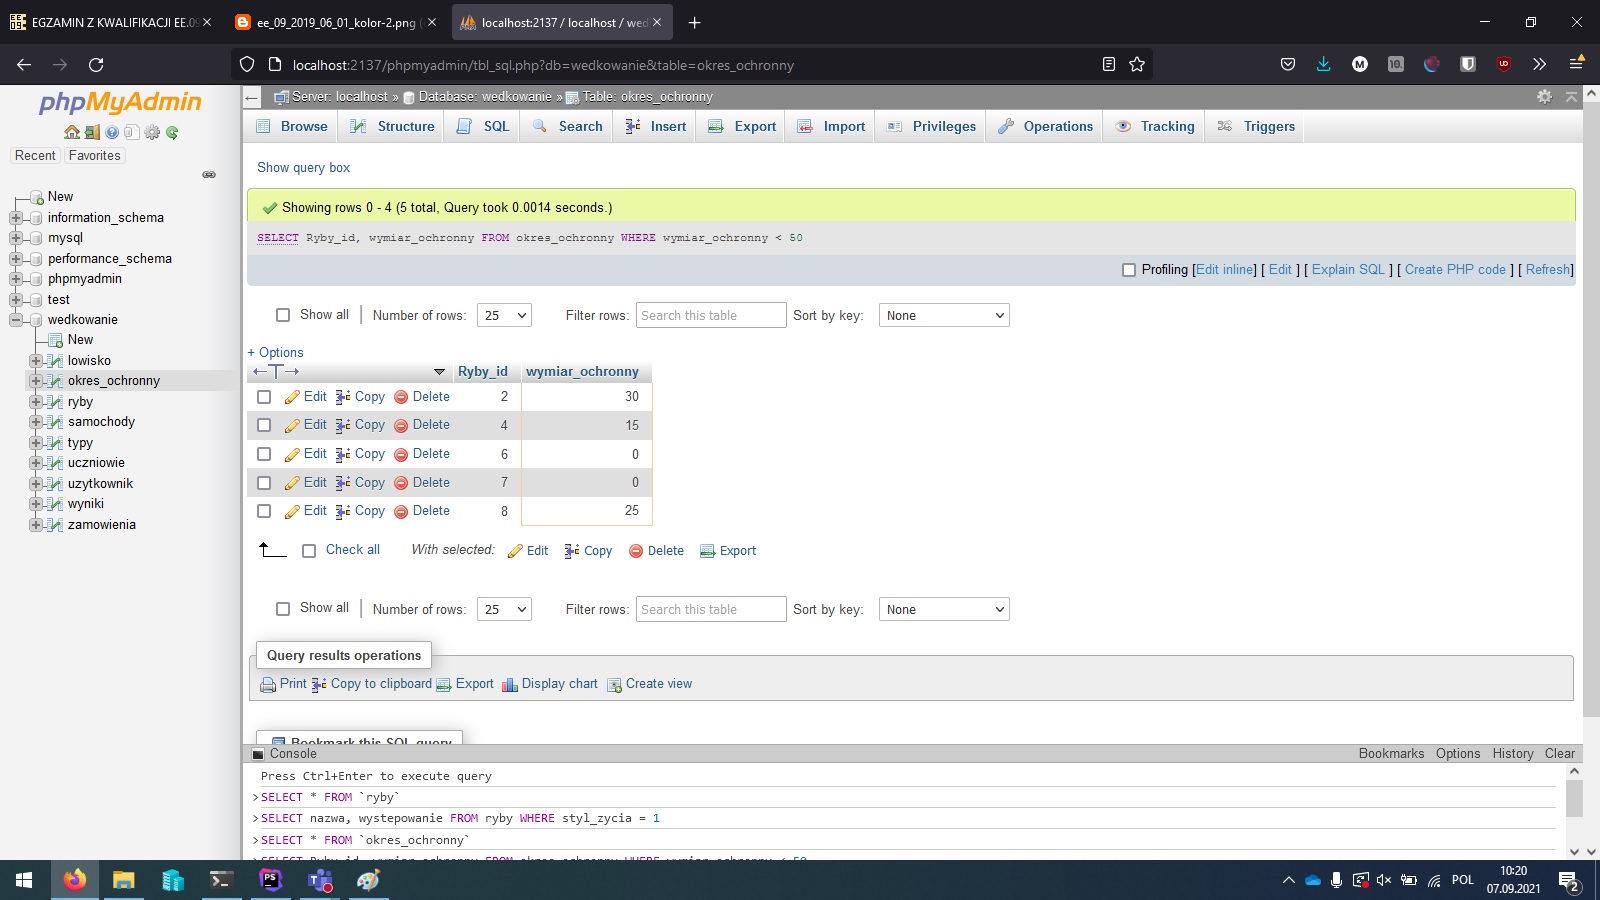 EGZAMIN Z KWALIFIKACJI EE.09
ee_09_2019_06_01_kolor-2.png (
localhost:2137 / localhost / wed
localhost:2137/phpmyadmin/tbl_sql.php?db=wedkowanie&table=okres_ochronny
phpMyAdmin
Recent Favorites
New
information_schema
mysql
performance_schema
phpmyadmin
test
wedkowanie
New
lowisko
okres_ochronny
ryby
samochody
typy
uczniowie
uzytkownik
wyniki
zamowienia
Server: localhost » Database: wedkowanie » Table: okres_ochronny
Browse Structure SQL Search Insert Export Import Privileges Operations Tracking Triggers
Show query box
Showing rows 0 - 4 (5 total, Query took 0.0014 seconds.)
SELECT Ryby_id, wymiar_ochronny FROM okres_ochronny WHERE wymiar_ochronny < 50
Profiling [Edit inline] [ Edit ] [ Explain SQL ] [ Create PHP code ] [ Refresh]
Show all | Number of rows: 25 Filter rows: Search this table Sort by key: None
+ Options
←T→ Ryby_id wymiar_ochronny
Edit Copy Delete 2 30
Edit Copy Delete 4 15
Edit Copy Delete 6 0
Edit Copy Delete 7 0
Edit Copy Delete 8 25
Check all With selected: Edit Copy Delete Export
Show all | Number of rows: 25 Filter rows: Search this table Sort by key: None
Query results operations
Print Copy to clipboard Export Display chart Create view
Bookmark this SQL query
Console Bookmarks Options History Clear
Press Ctrl+Enter to execute query
>SELECT * FROM `ryby`
>SELECT nazwa, wystepowanie FROM ryby WHERE styl_zycia = 1
>SELECT * FROM `okres_ochronny`
>SELECT Ryby_id, wymiar_ochronny FROM okres_ochronny WHERE wymiar_ochronny < 50
POL
10:20
07.09.2021
2